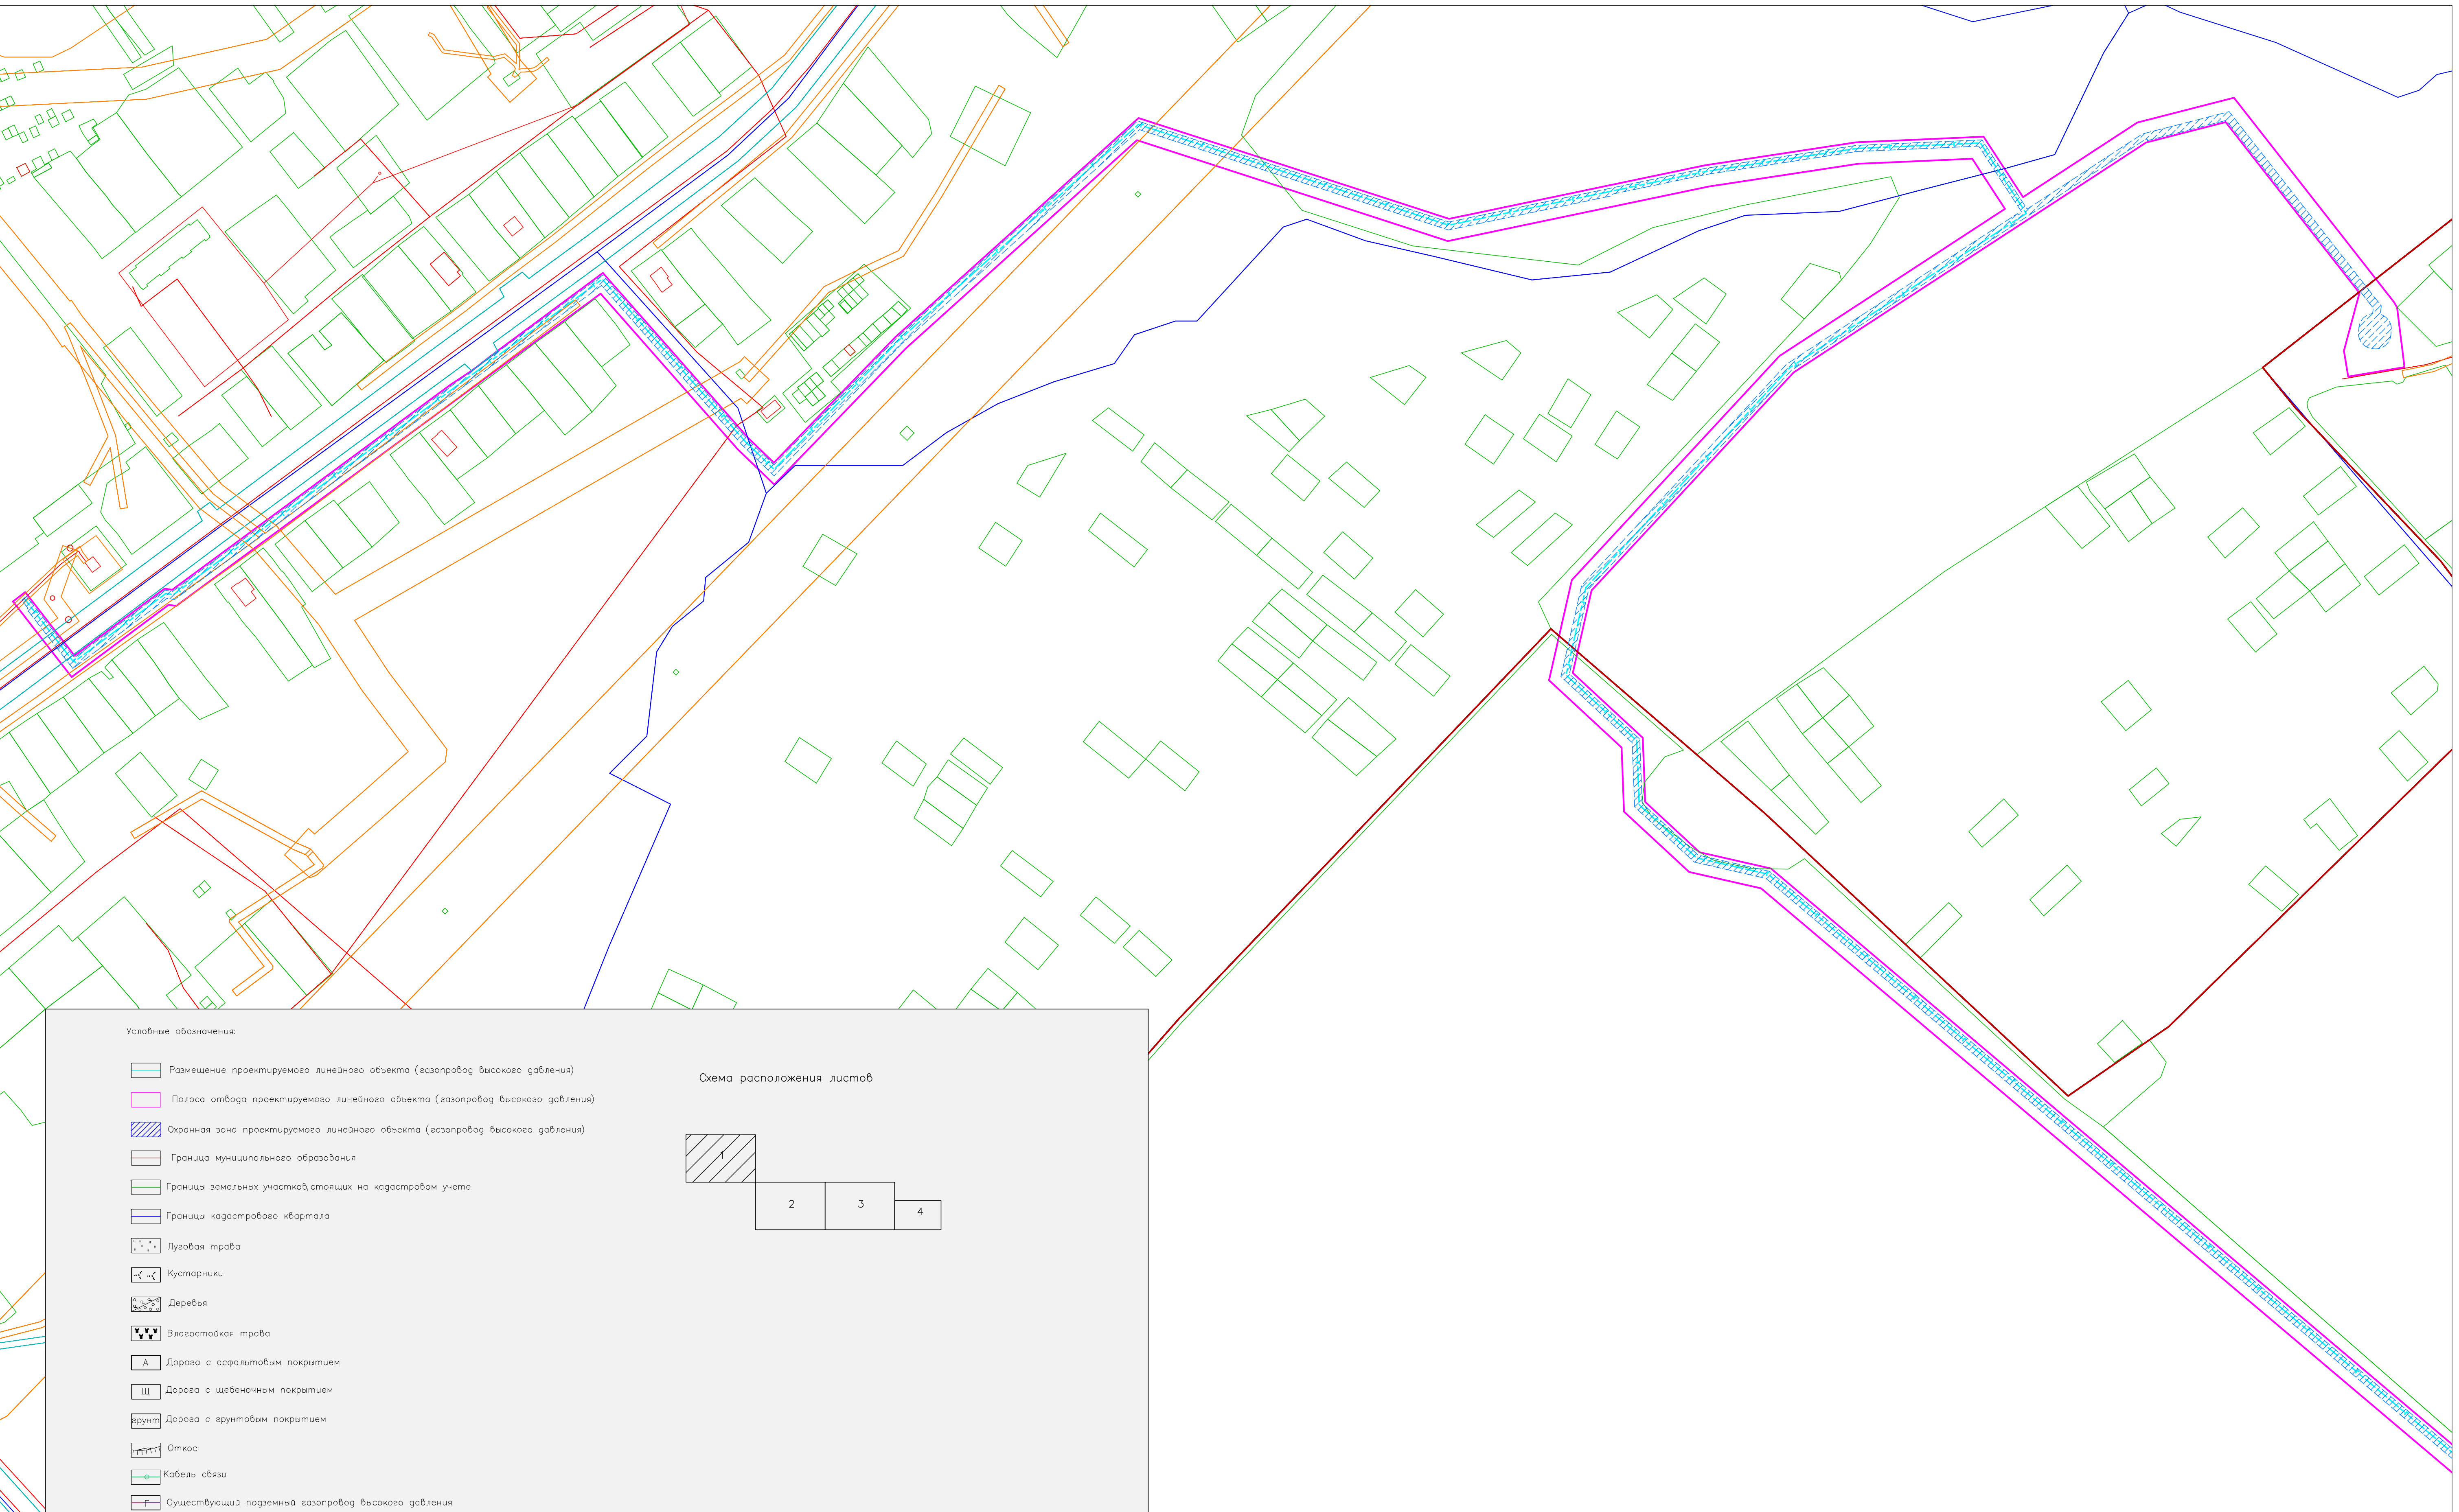 Условные обозначения:
Размещение проектируемого линейного объекта (газопровод высокого давления)
Полоса отвода проектируемого линейного объекта (газопровод высокого давления)
Охранная зона проектируемого линейного объекта (газопровод высокого давления)
Граница муниципального образования
Границы земельных участков,стоящих на кадастровом учете
Границы кадастрового квартала
Луговая трава
Кустарники
Деревья
Влагостойкая трава
А Дорога с асфальтовым покрытием
Щ Дорога с щебеночным покрытием
грунт Дорога с грунтовым покрытием
Откос
Кабель связи
Г Существующий подземный газопровод высокого давления
Схема расположения листов
1
2 3 4